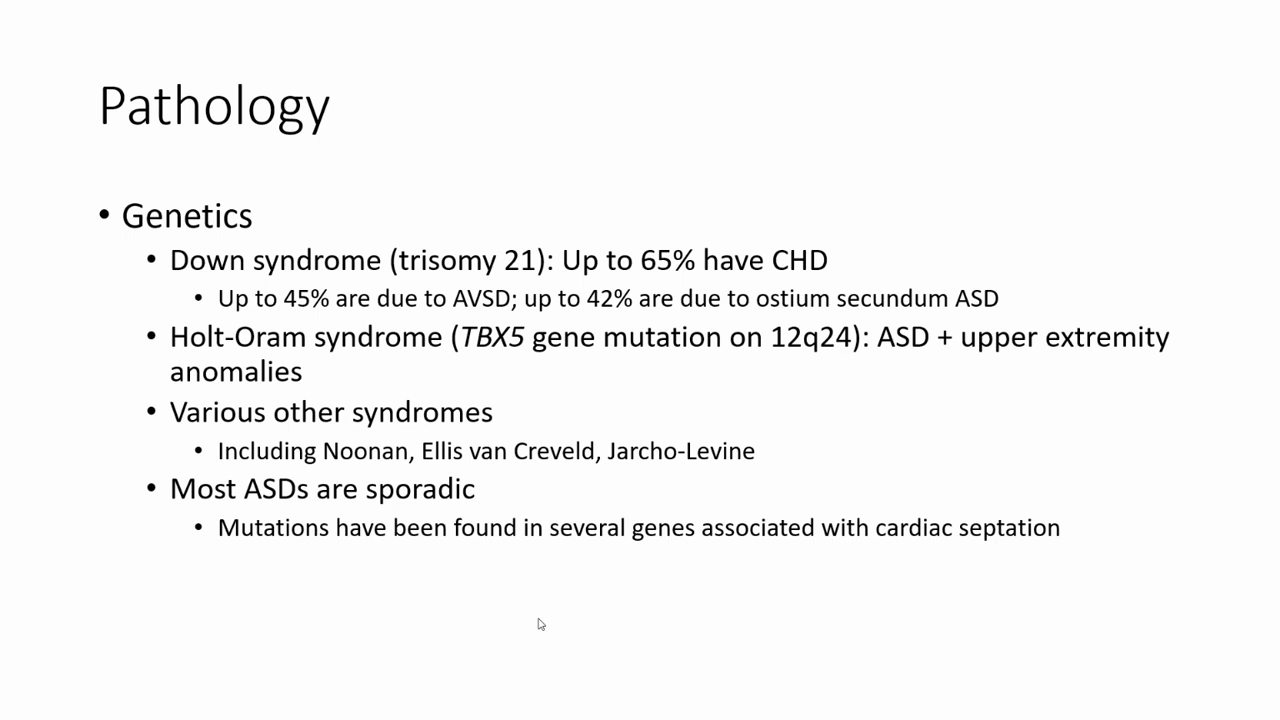 Pathology
• Genetics
• Down syndrome (trisomy 21): Up to 65% have CHD
• Up to 45% are due to AVSD; up to 42% are due to ostium secundum ASD
• Holt-Oram syndrome (TBX5 gene mutation on 12q24): ASD + upper extremity
anomalies
• Various other syndromes
• Including Noonan, Ellis van Creveld, Jarcho-Levine
• Most ASDs are sporadic
• Mutations have been found in several genes associated with cardiac septation